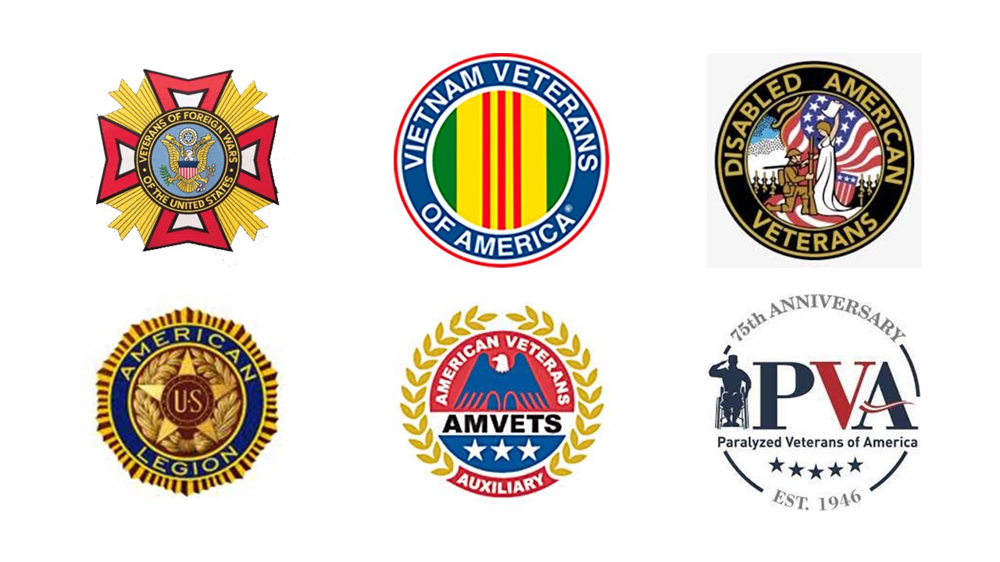 VETERANS OF FOREIGN WARS
OF THE UNITED STATES
VIETNAM VETERANS
OF AMERICA®
DISABLED AMERICAN
VETERANS
AMERICAN
U·S
LEGION
AMERICAN VETERANS
AMVETS
AUXILIARY
75th ANNIVERSARY
PVA
Paralyzed Veterans of America
EST. 1946